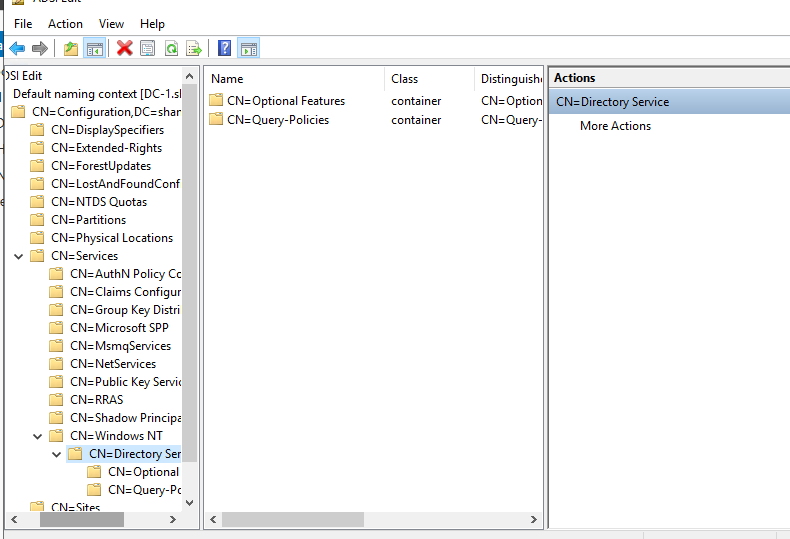 ADSI Edit
File Action View Help
DSI Edit
Default naming context [DC-1.sl
CN=Configuration,DC=shar
CN=DisplaySpecifiers
CN=Extended-Rights
CN=ForestUpdates
CN=LostAndFoundConf
CN=NTDS Quotas
CN=Partitions
CN=Physical Locations
CN=Services
CN=AuthN Policy Co
CN=Claims Configur
CN=Group Key Distri
CN=Microsoft SPP
CN=MsmqServices
CN=NetServices
CN=Public Key Servic
CN=RRAS
CN=Shadow Principa
CN=Windows NT
CN=Directory Ser
CN=Optional
CN=Query-Po
CN=Sites
Name Class Distinguishe
CN=Optional Features container CN=Option
CN=Query-Policies container CN=Query-
Actions
CN=Directory Service
More Actions